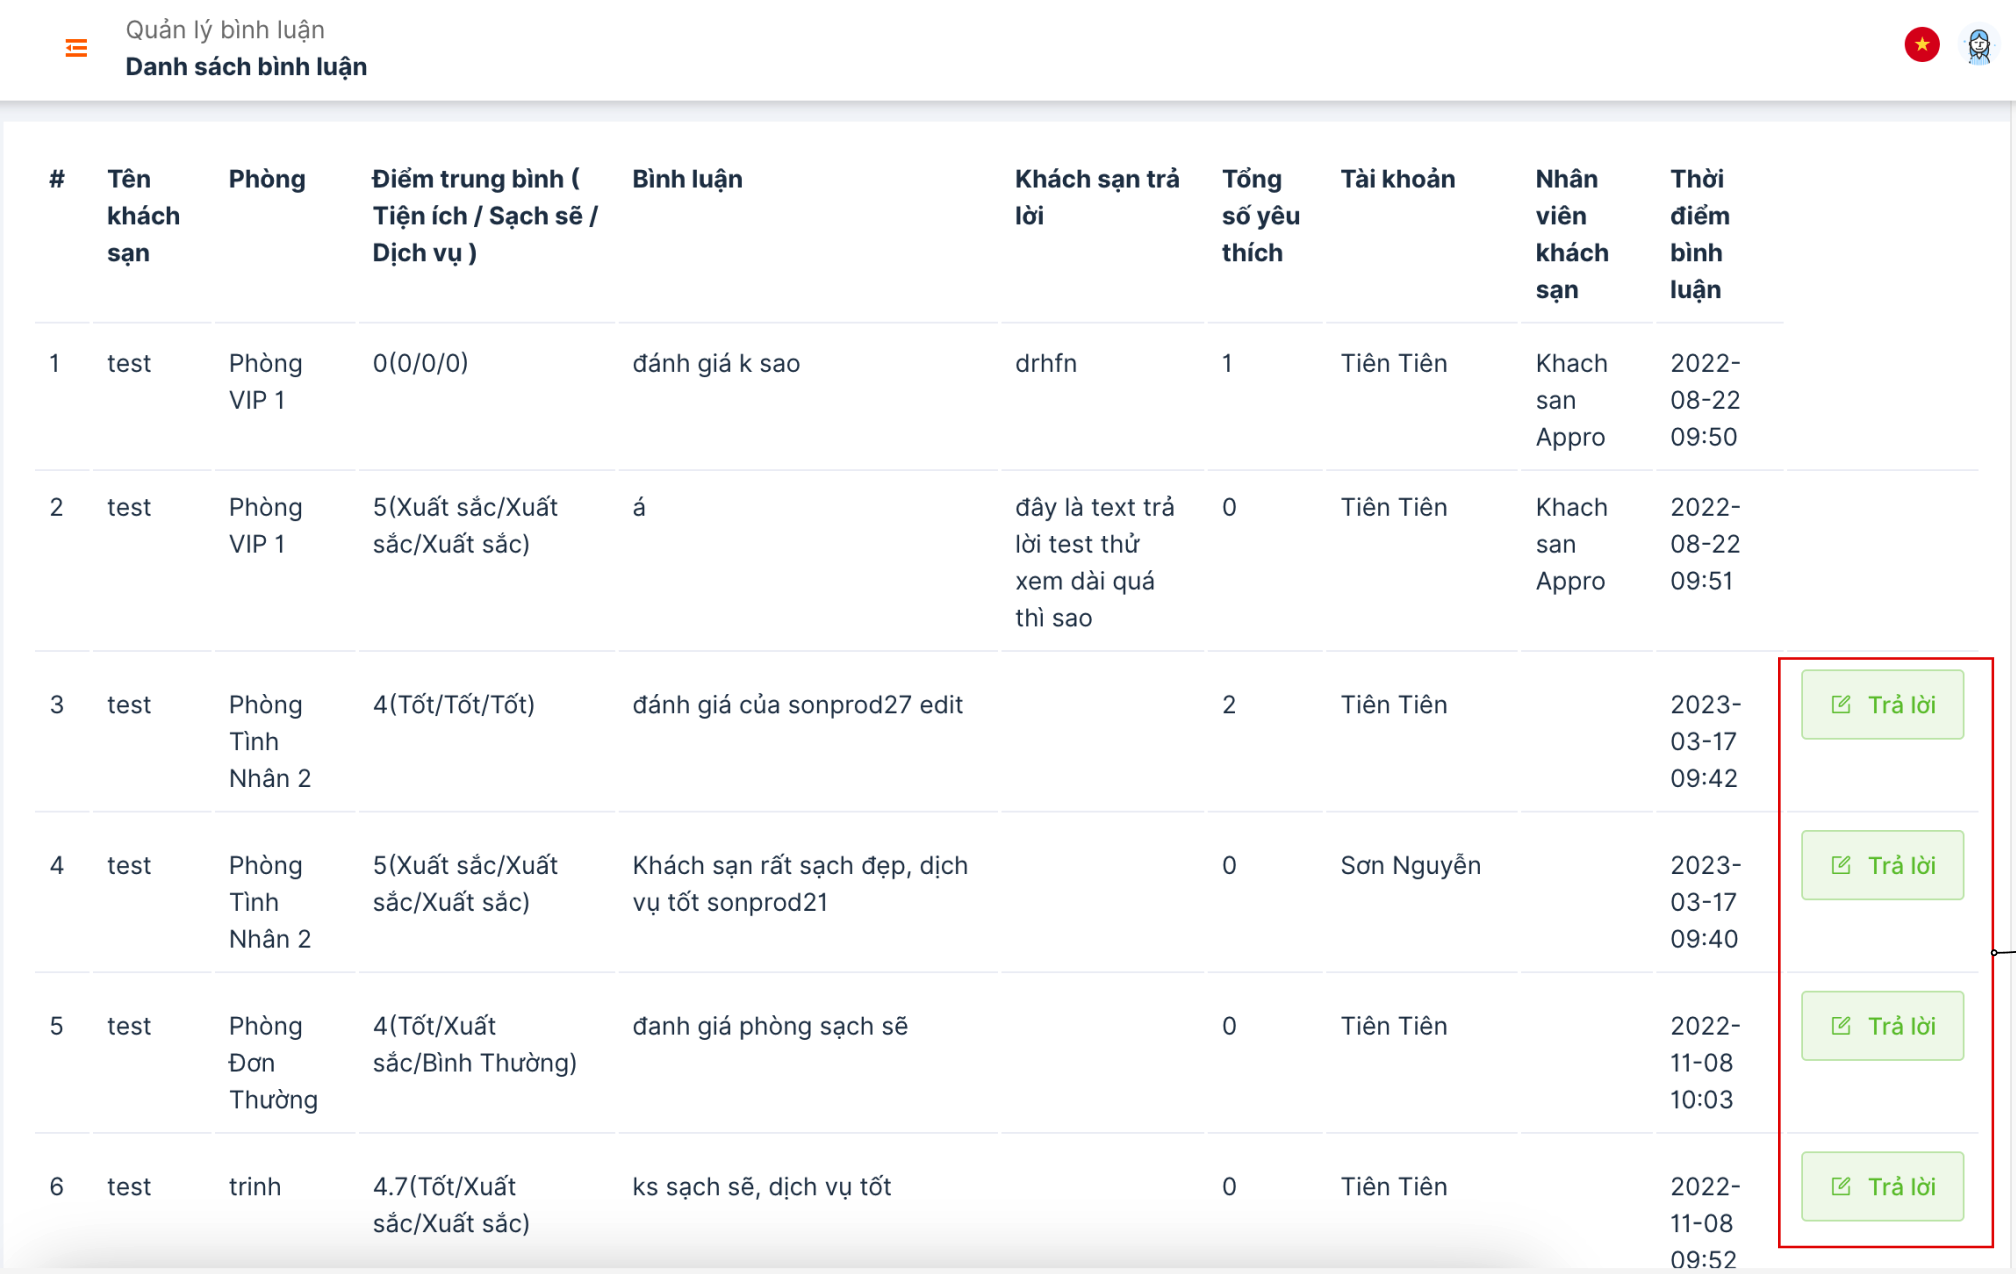 Quản lý bình luận
Danh sách bình luận
# Tên khách sạn Phòng Điểm trung bình ( Tiện ích / Sạch sẽ / Dịch vụ ) Bình luận Khách sạn trả lời Tổng số yêu thích Tài khoản Nhân viên khách sạn Thời điểm bình luận
1 test Phòng VIP 1 0(0/0/0) đánh giá k sao drhfn 1 Tiên Tiên Khach san Appro 2022-08-22 09:50
2 test Phòng VIP 1 5(Xuất sắc/Xuất sắc/Xuất sắc) á đây là text trả lời test thử xem dài quá thì sao 0 Tiên Tiên Khach san Appro 2022-08-22 09:51
3 test Phòng Tình Nhân 2 4(Tốt/Tốt/Tốt) đánh giá của sonprod27 edit 2 Tiên Tiên 2023-03-17 09:42 Trả lời
4 test Phòng Tình Nhân 2 5(Xuất sắc/Xuất sắc/Xuất sắc) Khách sạn rất sạch đẹp, dịch vụ tốt sonprod21 0 Sơn Nguyễn 2023-03-17 09:40 Trả lời
5 test Phòng Đơn Thường 4(Tốt/Xuất sắc/Bình Thường) đanh giá phòng sạch sẽ 0 Tiên Tiên 2022-11-08 10:03 Trả lời
6 test trinh 4.7(Tốt/Xuất sắc/Xuất sắc) ks sạch sẽ, dịch vụ tốt 0 Tiên Tiên 2022-11-08 09:52 Trả lời